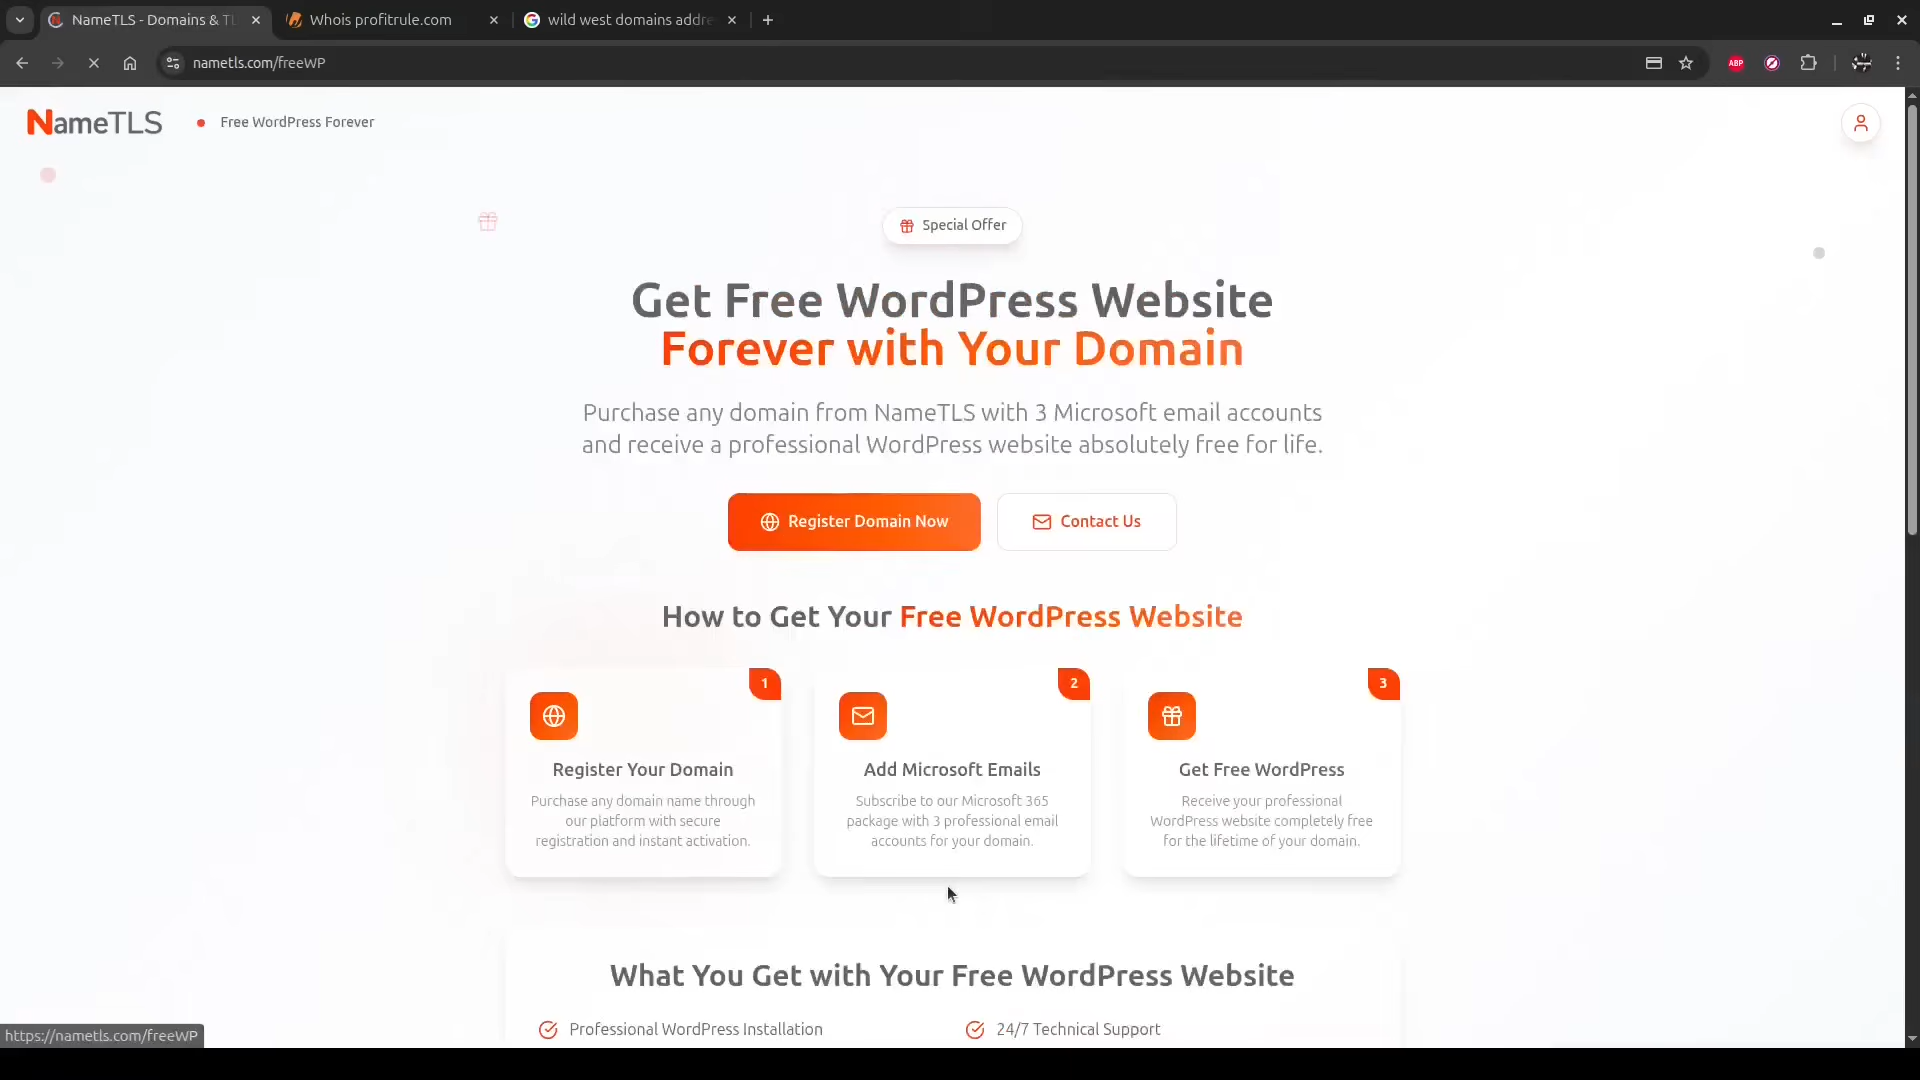 NameTLS - Domains & TL
Whois profitrule.com
wild west domains addre
nametls.com/freeWP
ABP
NameTLS
Free WordPress Forever
Special Offer
Get Free WordPress Website
Forever with Your Domain
Purchase any domain from NameTLS with 3 Microsoft email accounts
and receive a professional WordPress website absolutely free for life.
Register Domain Now
Contact Us
How to Get Your Free WordPress Website
1
Register Your Domain
Purchase any domain name through
our platform with secure
registration and instant activation.
2
Add Microsoft Emails
Subscribe to our Microsoft 365
package with 3 professional email
accounts for your domain.
3
Get Free WordPress
Receive your professional
WordPress website completely free
for the lifetime of your domain.
What You Get with Your Free WordPress Website
Professional WordPress Installation
24/7 Technical Support
https://nametls.com/freeWP